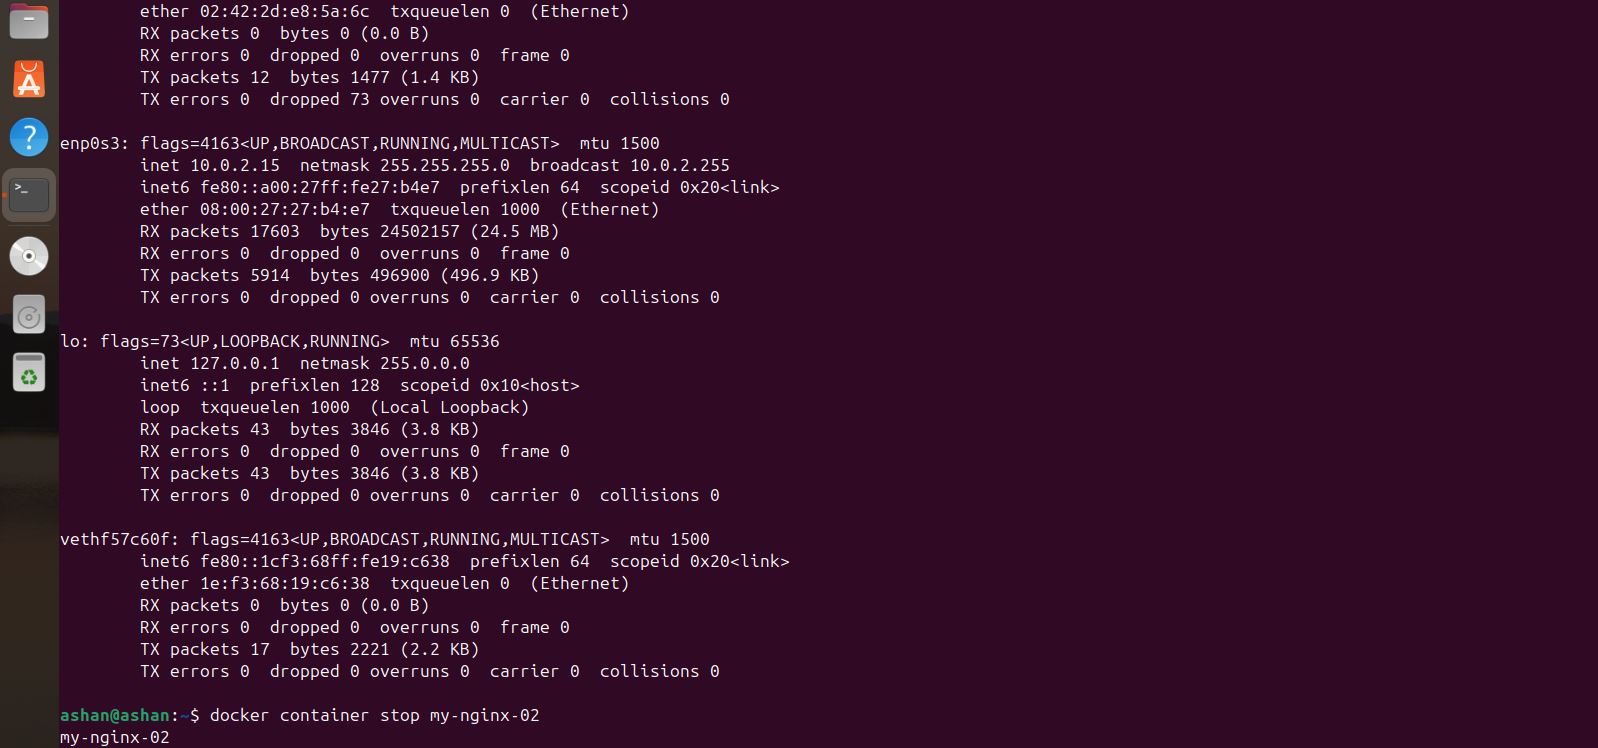 ether 02:42:2d:e8:5a:6c  txqueuelen 0  (Ethernet)
RX packets 0  bytes 0 (0.0 B)
RX errors 0  dropped 0  overruns 0  frame 0
TX packets 12  bytes 1477 (1.4 KB)
TX errors 0  dropped 73 overruns 0  carrier 0  collisions 0
enp0s3: flags=4163<UP,BROADCAST,RUNNING,MULTICAST>  mtu 1500
inet 10.0.2.15  netmask 255.255.255.0  broadcast 10.0.2.255
inet6 fe80::a00:27ff:fe27:b4e7  prefixlen 64  scopeid 0x20<link>
ether 08:00:27:27:b4:e7  txqueuelen 1000  (Ethernet)
RX packets 17603  bytes 24502157 (24.5 MB)
RX errors 0  dropped 0  overruns 0  frame 0
TX packets 5914  bytes 496900 (496.9 KB)
TX errors 0  dropped 0 overruns 0  carrier 0  collisions 0
lo: flags=73<UP,LOOPBACK,RUNNING>  mtu 65536
inet 127.0.0.1  netmask 255.0.0.0
inet6 ::1  prefixlen 128  scopeid 0x10<host>
loop  txqueuelen 1000  (Local Loopback)
RX packets 43  bytes 3846 (3.8 KB)
RX errors 0  dropped 0  overruns 0  frame 0
TX packets 43  bytes 3846 (3.8 KB)
TX errors 0  dropped 0 overruns 0  carrier 0  collisions 0
vethf57c60f: flags=4163<UP,BROADCAST,RUNNING,MULTICAST>  mtu 1500
inet6 fe80::1cf3:68ff:fe19:c638  prefixlen 64  scopeid 0x20<link>
ether 1e:f3:68:19:c6:38  txqueuelen 0  (Ethernet)
RX packets 0  bytes 0 (0.0 B)
RX errors 0  dropped 0  overruns 0  frame 0
TX packets 17  bytes 2221 (2.2 KB)
TX errors 0  dropped 0 overruns 0  carrier 0  collisions 0
ashan@ashan:~$ docker container stop my-nginx-02
my-nginx-02